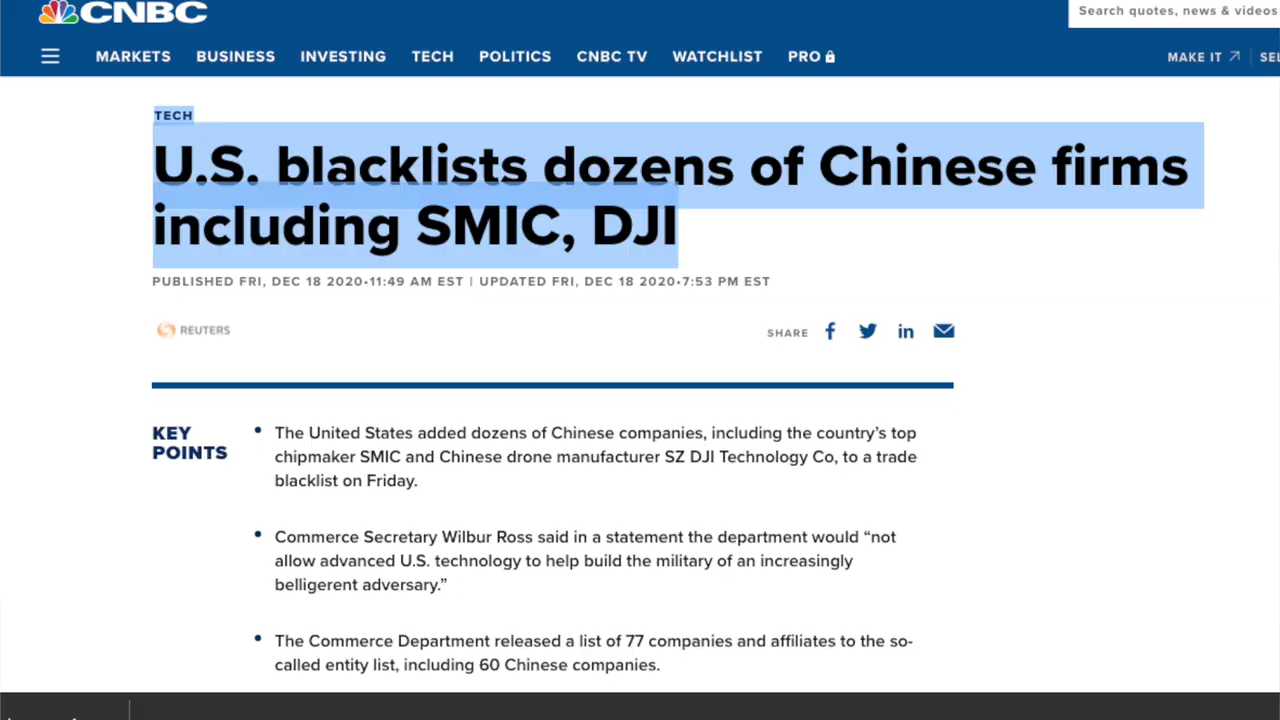 CNBC
Search quotes, news & videos
MARKETS BUSINESS INVESTING TECH POLITICS CNBC TV WATCHLIST PRO
MAKE IT
TECH
U.S. blacklists dozens of Chinese firms
including SMIC, DJI
PUBLISHED FRI, DEC 18 2020•11:49 AM EST | UPDATED FRI, DEC 18 2020•7:53 PM EST
REUTERS
SHARE
KEY
POINTS
• The United States added dozens of Chinese companies, including the country’s top
chipmaker SMIC and Chinese drone manufacturer SZ DJI Technology Co, to a trade
blacklist on Friday.
• Commerce Secretary Wilbur Ross said in a statement the department would “not
allow advanced U.S. technology to help build the military of an increasingly
belligerent adversary.”
• The Commerce Department released a list of 77 companies and affiliates to the so-
called entity list, including 60 Chinese companies.